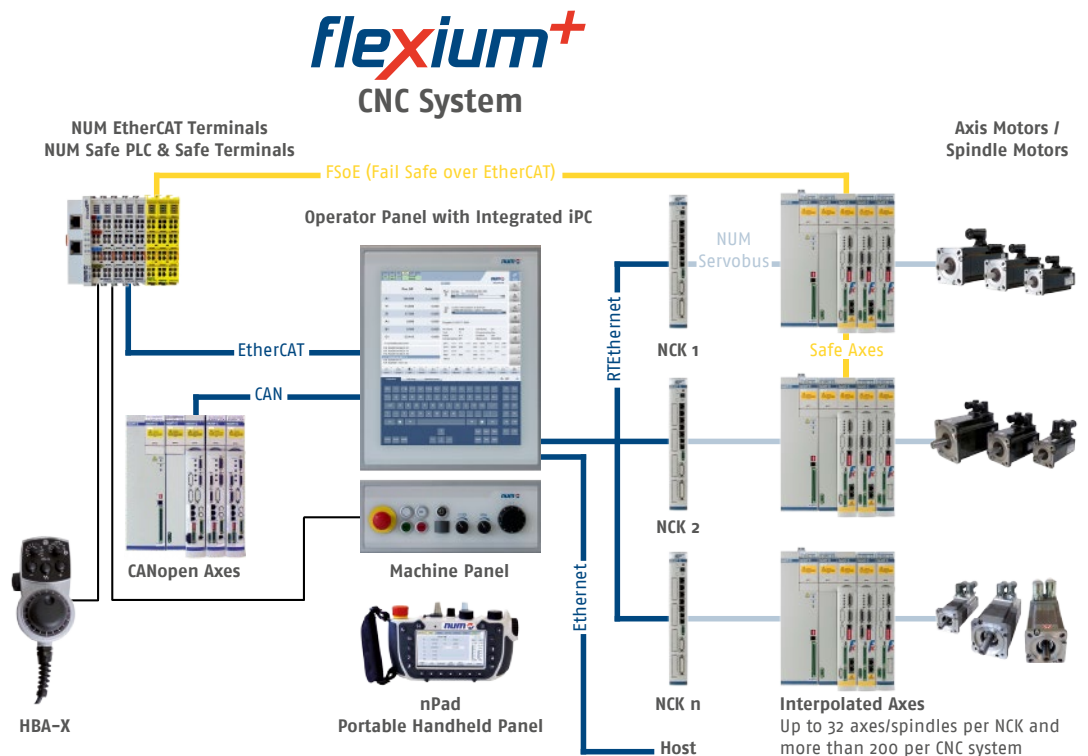 flexium+
CNC System
NUM EtherCAT Terminals
NUM Safe PLC & Safe Terminals
Axis Motors /
Spindle Motors
FSoE (Fail Safe over EtherCAT)
Operator Panel with Integrated iPC
num
NUM
Servobus
EtherCAT
CAN
RTEthernet
NCK 1
Safe Axes
NCK 2
num
CANopen Axes
Machine Panel
Ethernet
num
HBA-X
nPad
Portable Handheld Panel
NCK n
Interpolated Axes
Up to 32 axes/spindles per NCK and
more than 200 per CNC system
Host